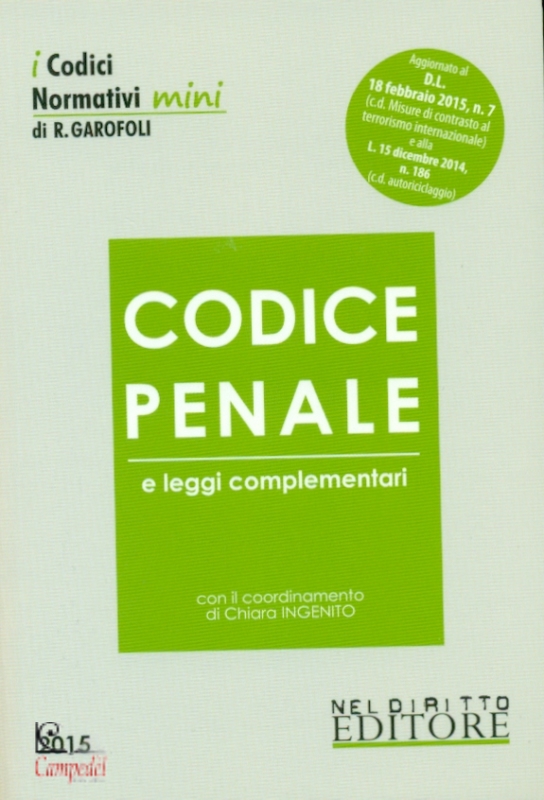 i Codici
Normativi mini
di R. GAROFOLI
Aggiornato al
D.L.
18 febbraio 2015, n. 7
(c.d. Misure di contrasto al
terrorismo internazionale)
e alla
L. 15 dicembre 2014,
n. 186
(c.d. autoriciclaggio)
CODICE
PENALE
e leggi complementari
con il coordinamento
di Chiara INGENITO
NEL DIRITTO
EDITORE
2015
Campedèl